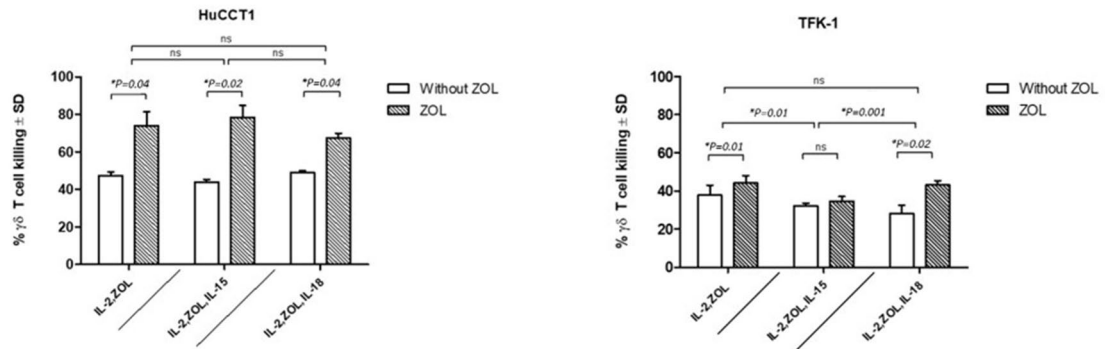 HuCCT1
ns
ns
ns
*P=0.04
*P=0.02
*P=0.04
100
80
60
40
20
0
% γδ T cell killing ± SD
Without ZOL
ZOL
IL-2,ZOL
IL-2,ZOL,IL-15
IL-2,ZOL,IL-18
TFK-1
ns
*P=0.01
*P=0.001
*P=0.01
ns
*P=0.02
100
80
60
40
20
0
% γδ T cell killing ± SD
Without ZOL
ZOL
IL-2,ZOL
IL-2,ZOL,IL-15
IL-2,ZOL,IL-18